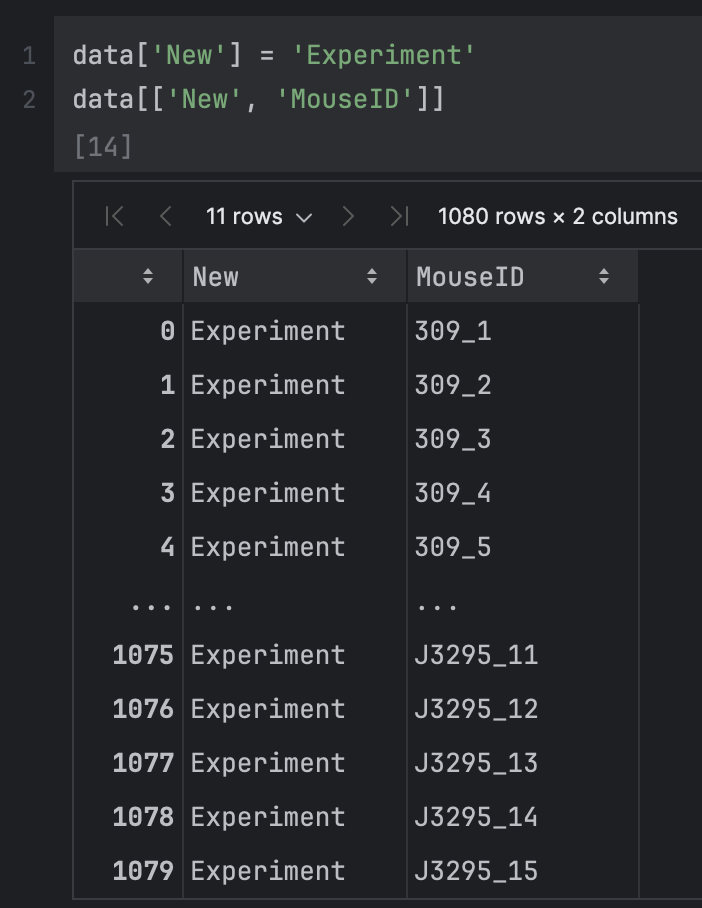 1 data['New'] = 'Experiment'
2 data[['New', 'MouseID']]
[14]
11 rows 1080 rows × 2 columns
New MouseID
0 Experiment 309_1
1 Experiment 309_2
2 Experiment 309_3
3 Experiment 309_4
4 Experiment 309_5
... ... ...
1075 Experiment J3295_11
1076 Experiment J3295_12
1077 Experiment J3295_13
1078 Experiment J3295_14
1079 Experiment J3295_15